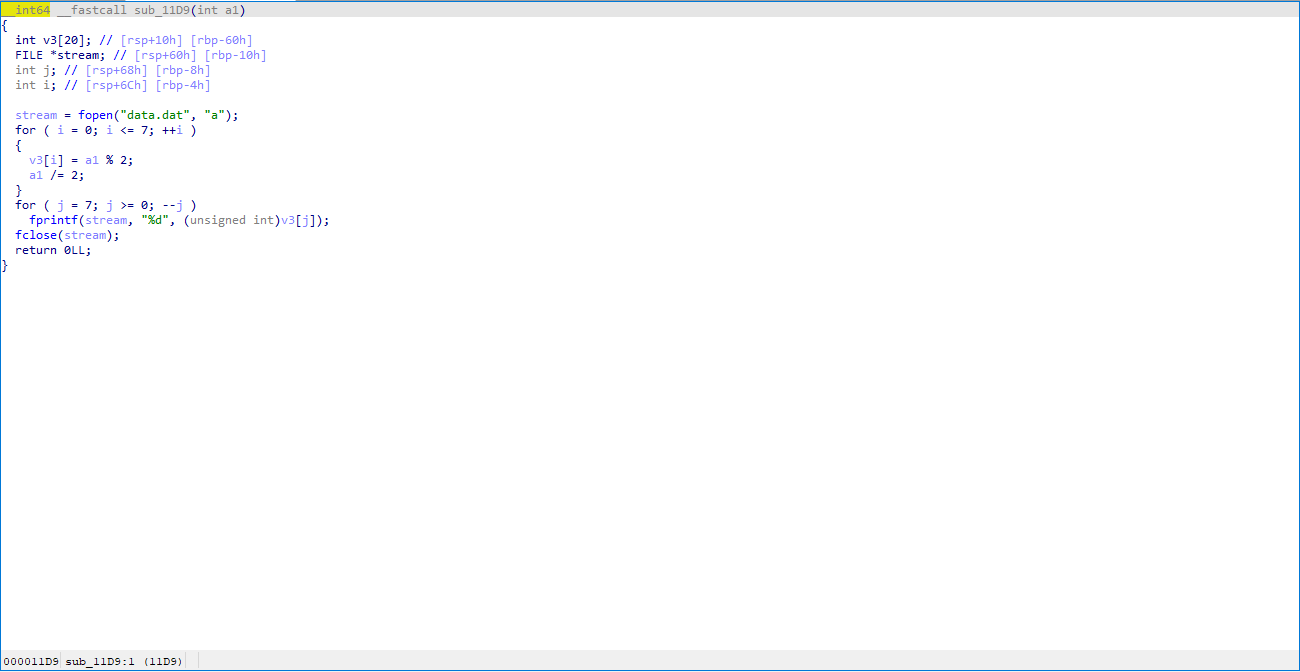 __int64 __fastcall sub_11D9(int a1)
{
  int v3[20]; // [rsp+10h] [rbp-60h]
  FILE *stream; // [rsp+60h] [rbp-10h]
  int j; // [rsp+68h] [rbp-8h]
  int i; // [rsp+6Ch] [rbp-4h]

  stream = fopen("data.dat", "a");
  for ( i = 0; i <= 7; ++i )
  {
    v3[i] = a1 % 2;
    a1 /= 2;
  }
  for ( j = 7; j >= 0; --j )
    fprintf(stream, "%d", (unsigned int)v3[j]);
  fclose(stream);
  return 0LL;
}
000011D9 sub_11D9:1 (11D9)